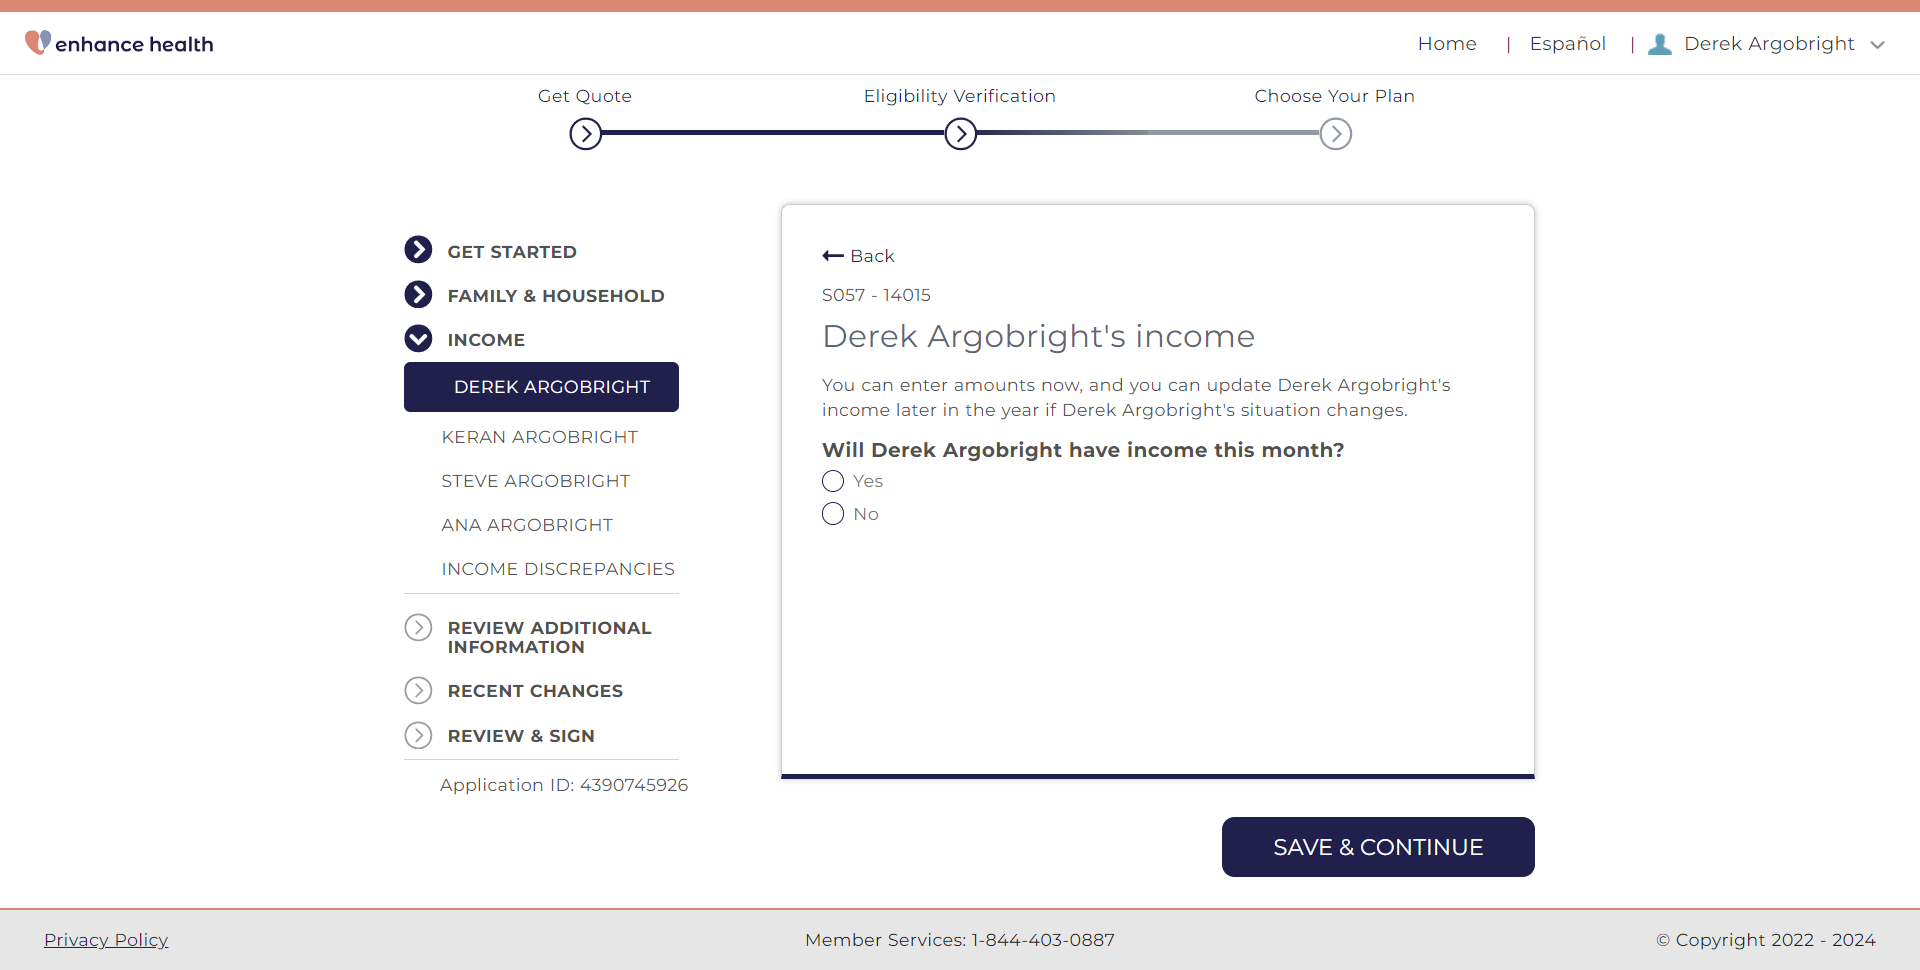 enhance health
Home | Español | Derek Argobright
Get Quote
Eligibility Verification
Choose Your Plan
GET STARTED
FAMILY & HOUSEHOLD
INCOME
DEREK ARGOBRIGHT
KERAN ARGOBRIGHT
STEVE ARGOBRIGHT
ANA ARGOBRIGHT
INCOME DISCREPANCIES
REVIEW ADDITIONAL
INFORMATION
RECENT CHANGES
REVIEW & SIGN
Application ID: 4390745926
Back
S057 - 14015
Derek Argobright's income
You can enter amounts now, and you can update Derek Argobright's
income later in the year if Derek Argobright's situation changes.
Will Derek Argobright have income this month?
Yes
No
SAVE & CONTINUE
Privacy Policy
Member Services: 1-844-403-0887
© Copyright 2022 - 2024